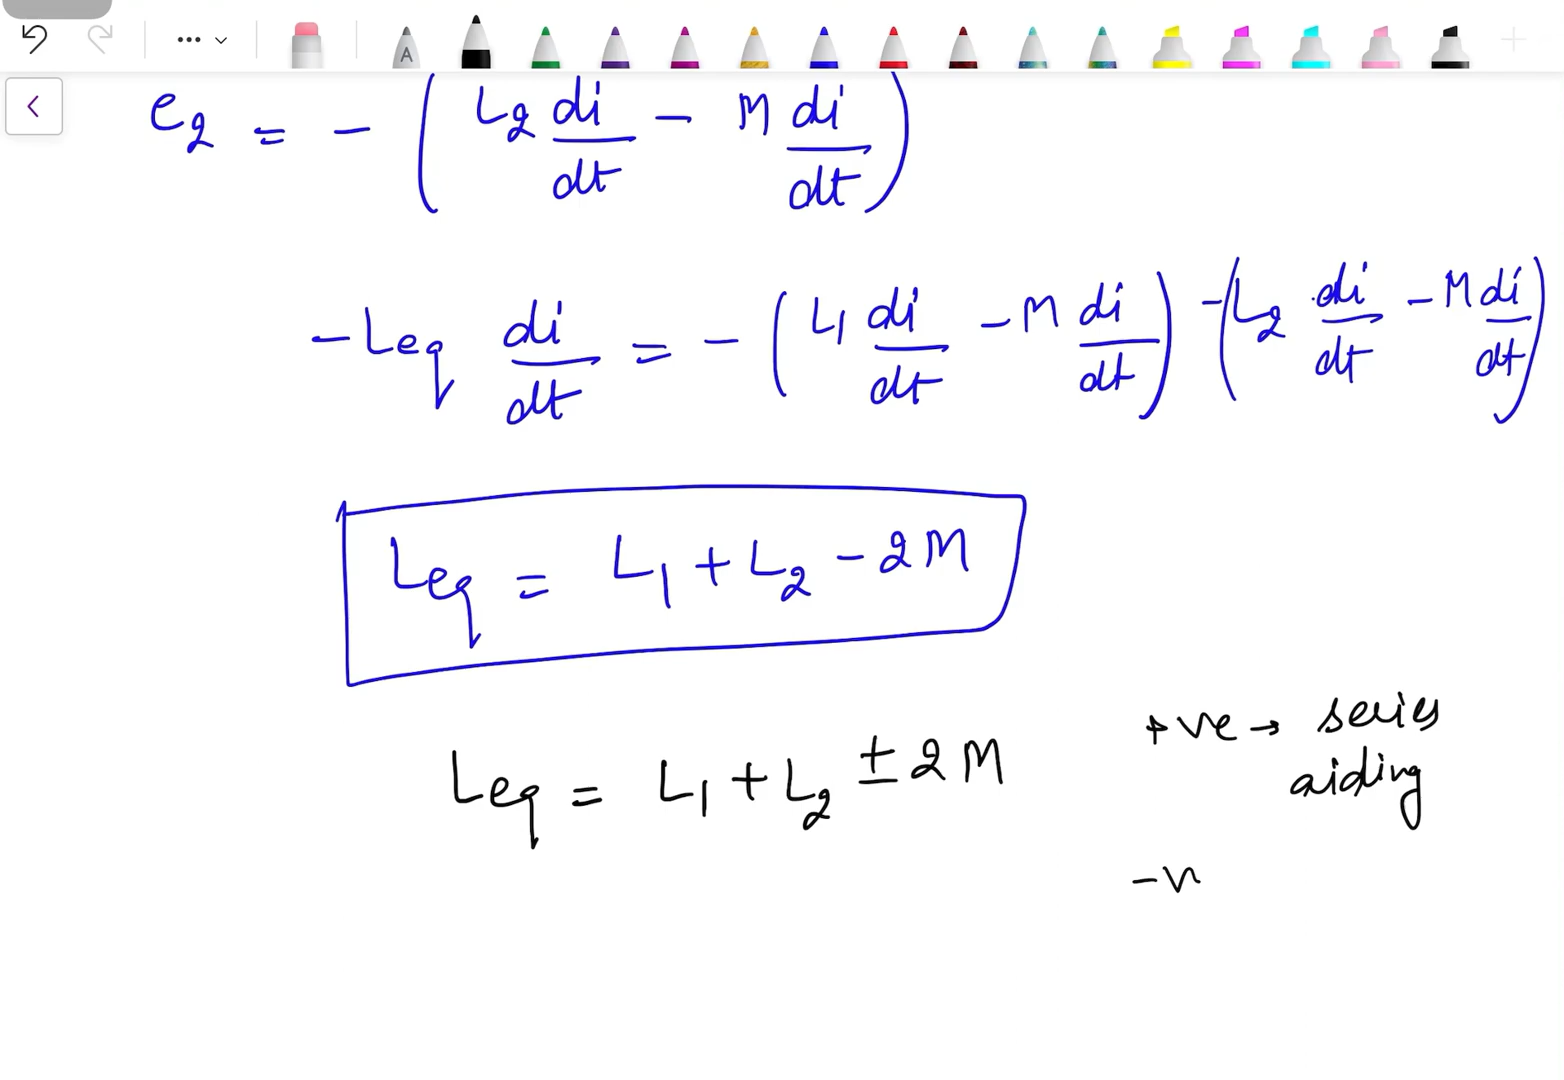 e₂ = - ( L₂ di/dt - M di/dt )
-Leq di/dt = - ( L₁ di/dt - M di/dt ) - ( L₂ di/dt - M di/dt )
Leq = L₁ + L₂ - 2M
+ve → series
aiding
Leq = L₁ + L₂ ± 2M
-v